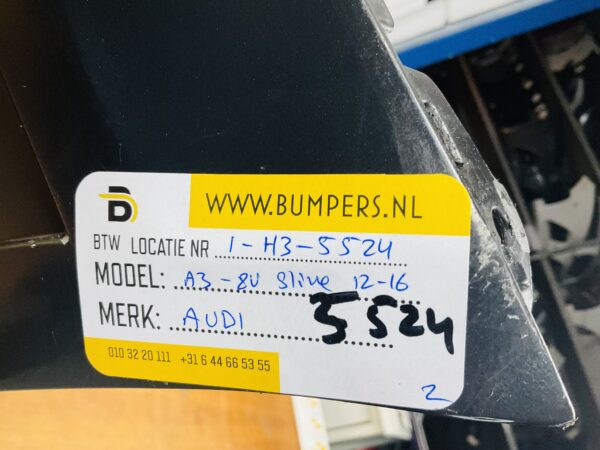 WWW.BUMPERS.NL
BTW LOCATIE NR 1-H3-5524
MODEL: A3-8V Sline 12-16
MERK: AUDI 5524
010 32 20 111 +31 6 44 66 53 55
2